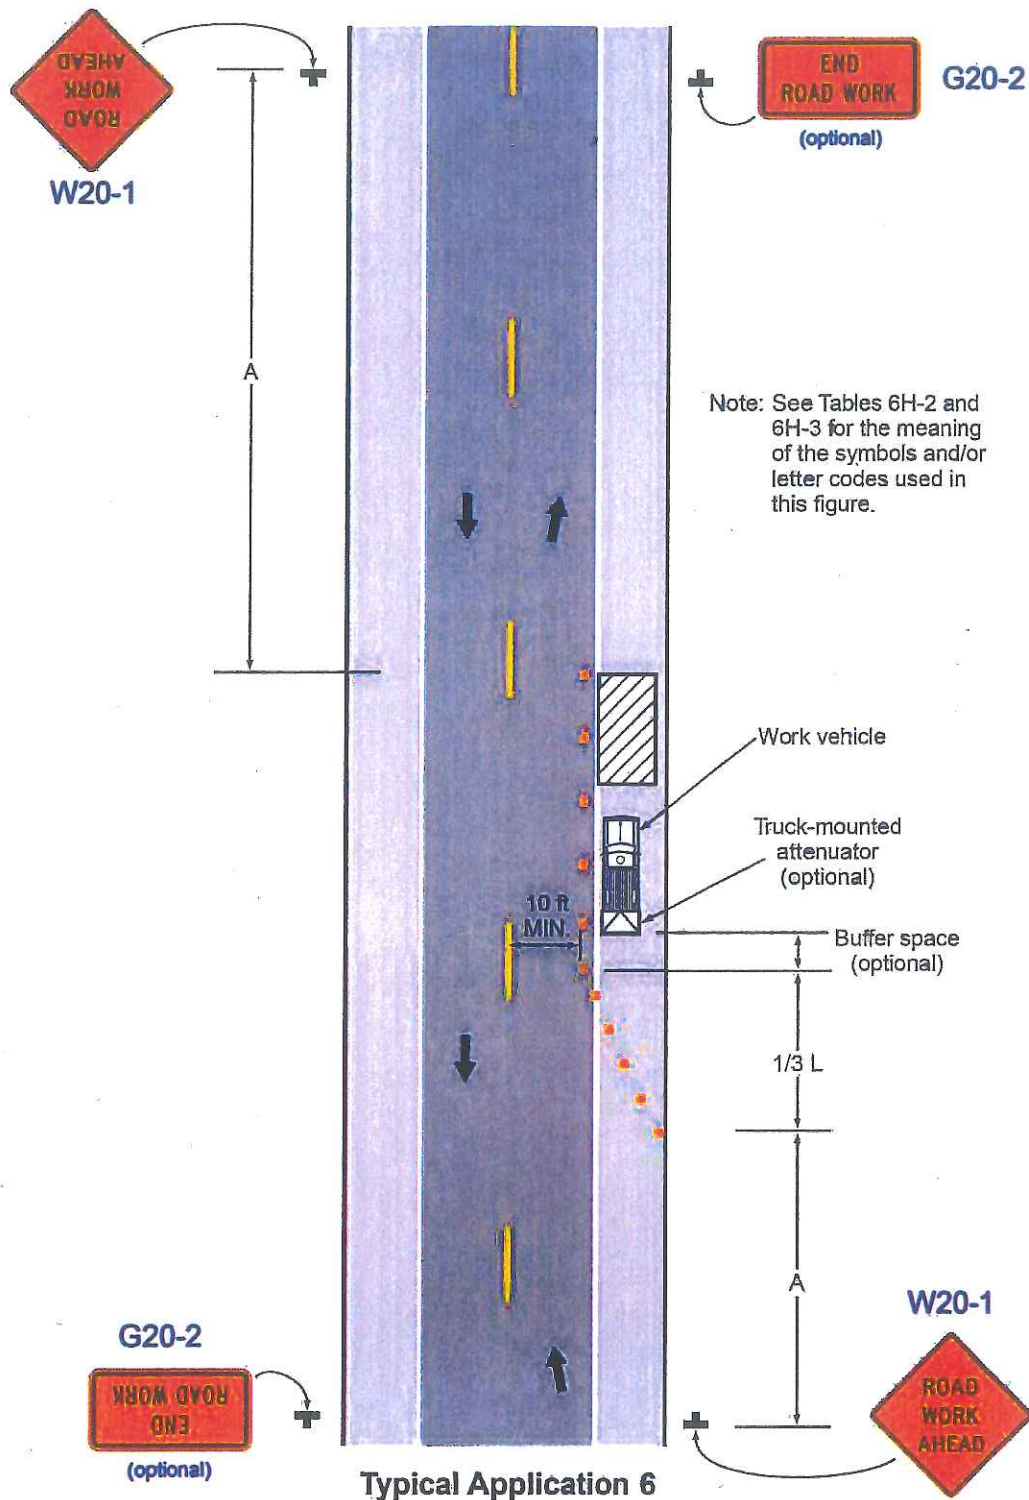 ROAD
WORK
AHEAD
W20-1
END
ROAD WORK
(optional)
G20-2
A
Note: See Tables 6H-2 and
6H-3 for the meaning
of the symbols and/or
letter codes used in
this figure.
Work vehicle
Truck-mounted
attenuator
(optional)
10 ft
MIN.
Buffer space
(optional)
1/3 L
A
W20-1
ROAD
WORK
AHEAD
G20-2
END
ROAD WORK
(optional)
Typical Application 6